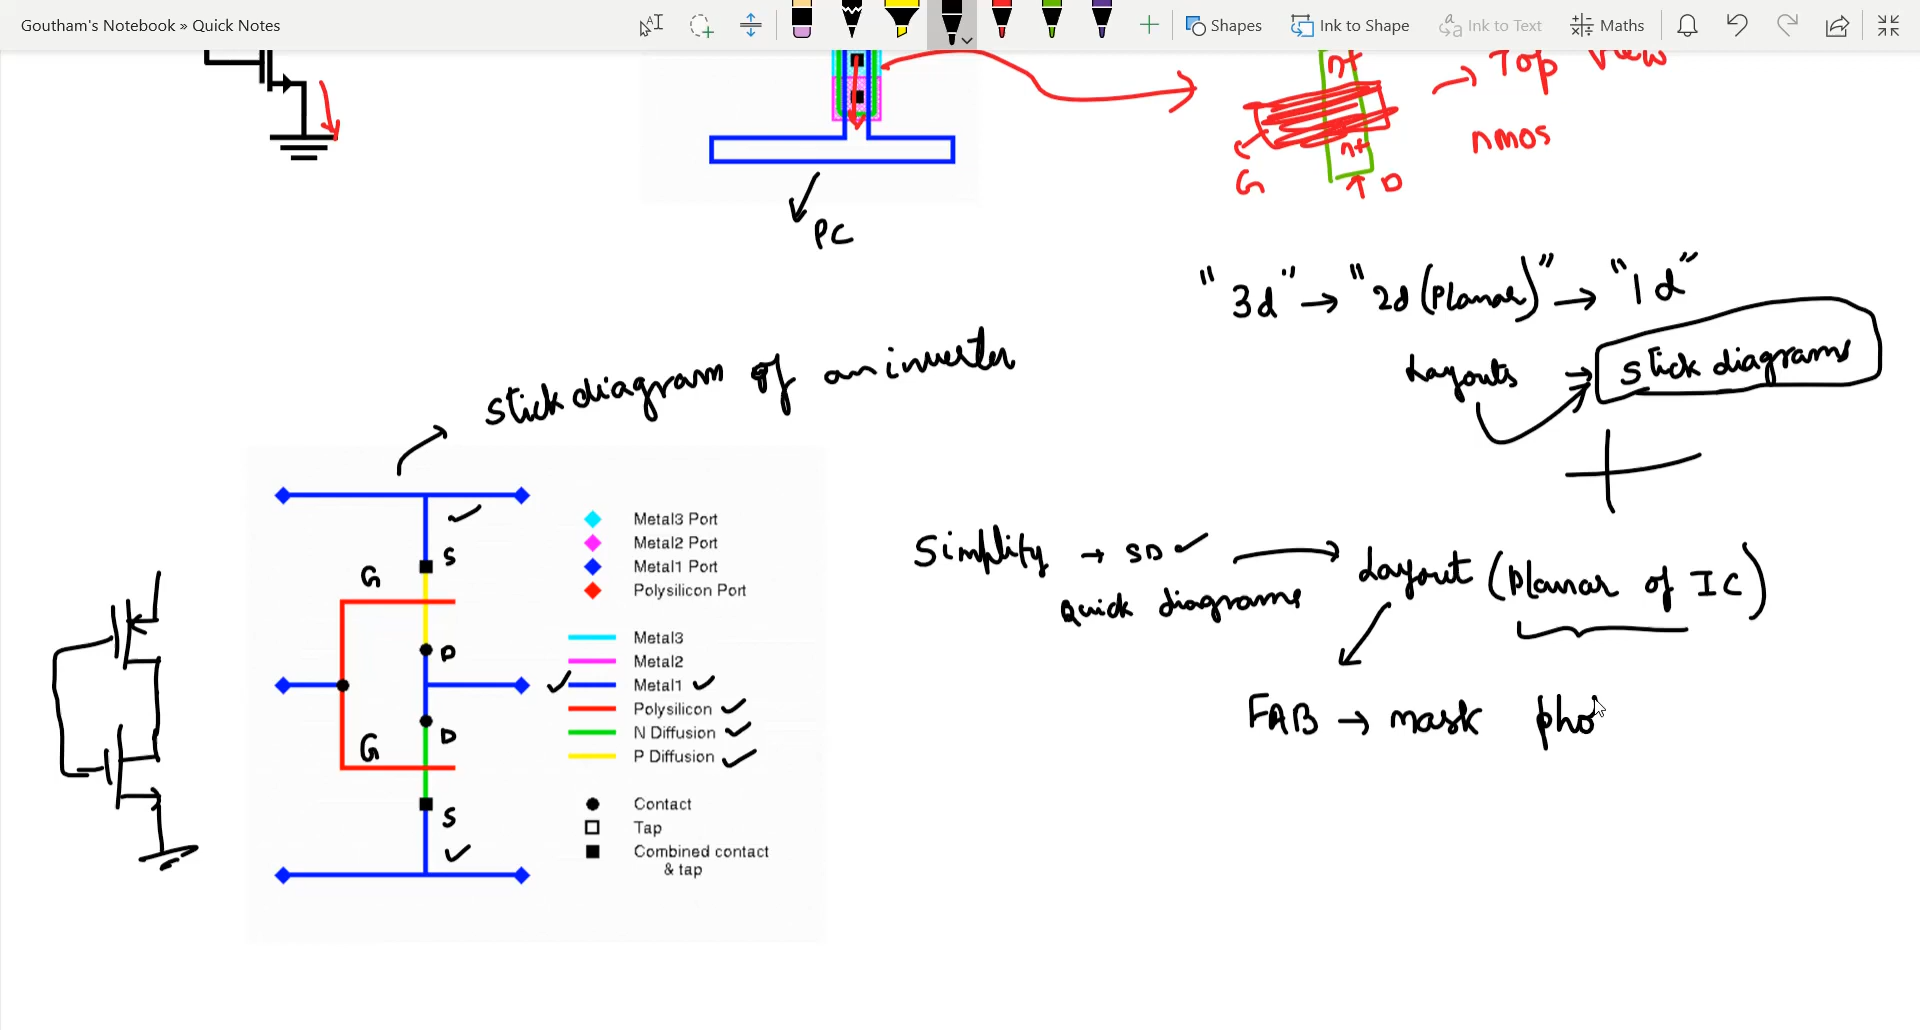 Goutham's Notebook » Quick Notes
Shapes
Ink to Shape
Ink to Text
Maths
n+
Top View
n+
nmos
G
D
PC
"3d" → "2d (Planar)" → "1d"
Layouts → stick diagrams
stick diagram of an inverter
Metal3 Port
Metal2 Port
Metal1 Port
Polysilicon Port
Metal3
Metal2
Metal1
Polysilicon
N Diffusion
P Diffusion
Contact
Tap
Combined contact
& tap
S
G
D
D
G
S
Simplify → SD ✓ → Layout (Planar of IC)
Quick diagrams
FAB → mask pho